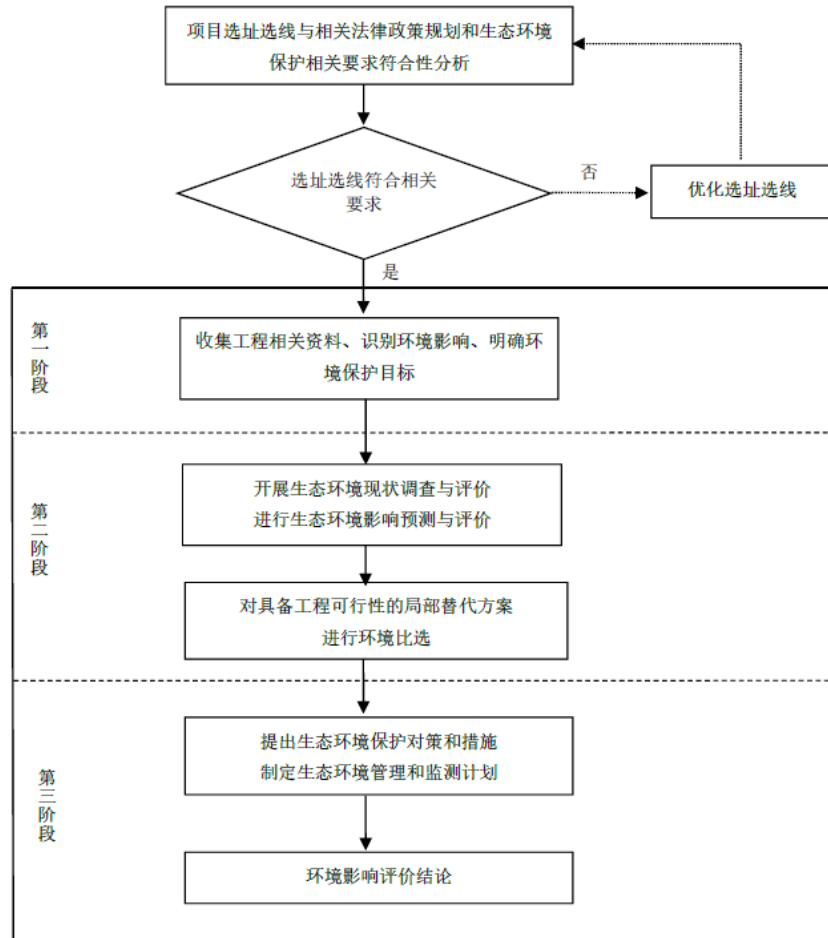 项目选址选线与相关法律政策规划和生态环境
保护相关要求符合性分析
选址选线符合相关
要求
否
优化选址选线
是
第一阶段
收集工程相关资料、识别环境影响、明确环
境保护目标
第二阶段
开展生态环境现状调查与评价
进行生态环境影响预测与评价
对具备工程可行性的局部替代方案
进行环境比选
第三阶段
提出生态环境保护对策和措施
制定生态环境管理和监测计划
环境影响评价结论